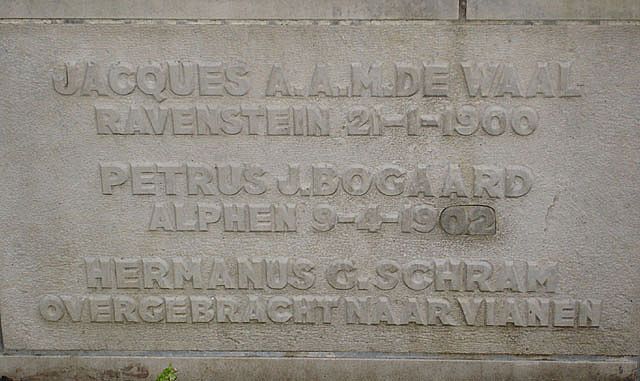 JACQUES A.A.M.DE WAAL
RAVENSTEIN 21-1-1900
PETRUS J.BOGAARD
ALPHEN 9-4-1902
HERMANUS G.SCHRAM
OVERGEBRACHT NAAR VIANEN